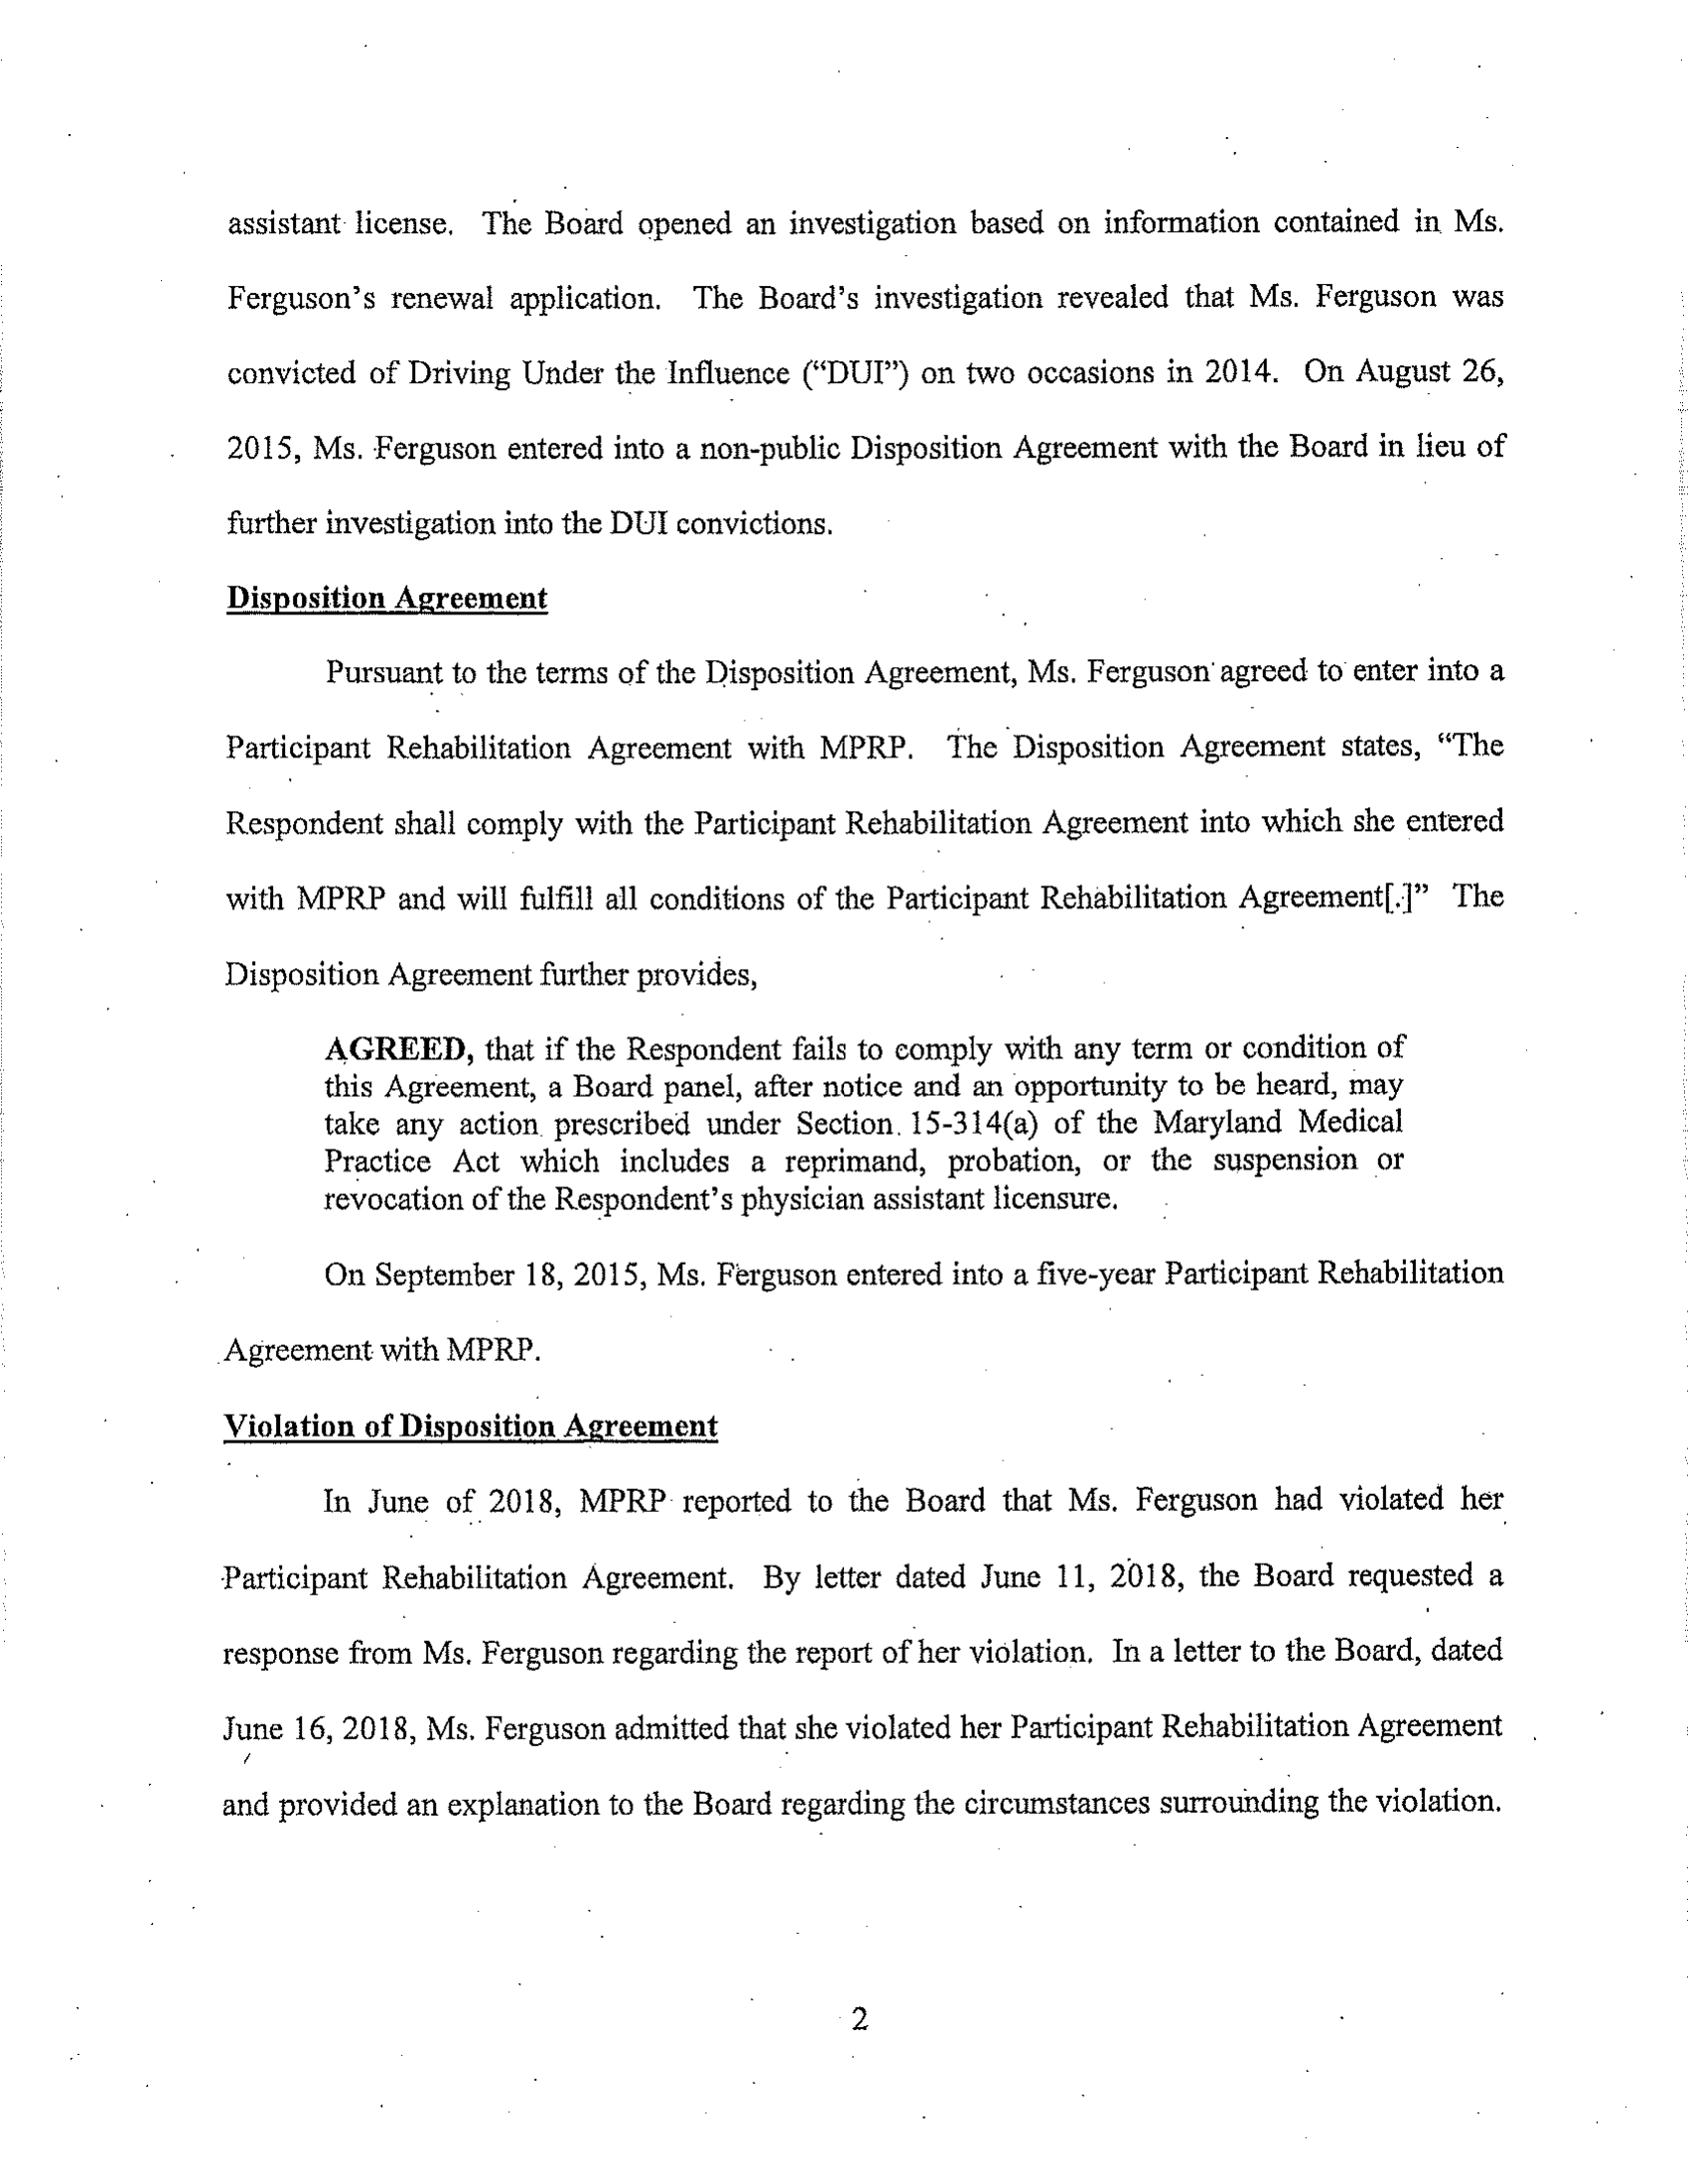 assistant license. The Board opened an investigation based on information contained in Ms.
Ferguson's renewal application. The Board's investigation revealed that Ms. Ferguson was
convicted of Driving Under the Influence (“DUI”) on two occasions in 2014. On August 26,
2015, Ms. Ferguson entered into a non-public Disposition Agreement with the Board in lieu of
further investigation into the DUI convictions.
Disposition Agreement
Pursuant to the terms of the Disposition Agreement, Ms. Ferguson agreed to enter into a
Participant Rehabilitation Agreement with MPRP. The Disposition Agreement states, “The
Respondent shall comply with the Participant Rehabilitation Agreement into which she entered
with MPRP and will fulfill all conditions of the Participant Rehabilitation Agreement[.]” The
Disposition Agreement further provides,
AGREED, that if the Respondent fails to comply with any term or condition of
this Agreement, a Board panel, after notice and an opportunity to be heard, may
take any action prescribed under Section 15-314(a) of the Maryland Medical
Practice Act which includes a reprimand, probation, or the suspension or
revocation of the Respondent's physician assistant licensure.
On September 18, 2015, Ms. Ferguson entered into a five-year Participant Rehabilitation
Agreement with MPRP.
Violation of Disposition Agreement
In June of 2018, MPRP reported to the Board that Ms. Ferguson had violated her
Participant Rehabilitation Agreement. By letter dated June 11, 2018, the Board requested a
response from Ms. Ferguson regarding the report of her violation. In a letter to the Board, dated
June 16, 2018, Ms. Ferguson admitted that she violated her Participant Rehabilitation Agreement
and provided an explanation to the Board regarding the circumstances surrounding the violation.
2